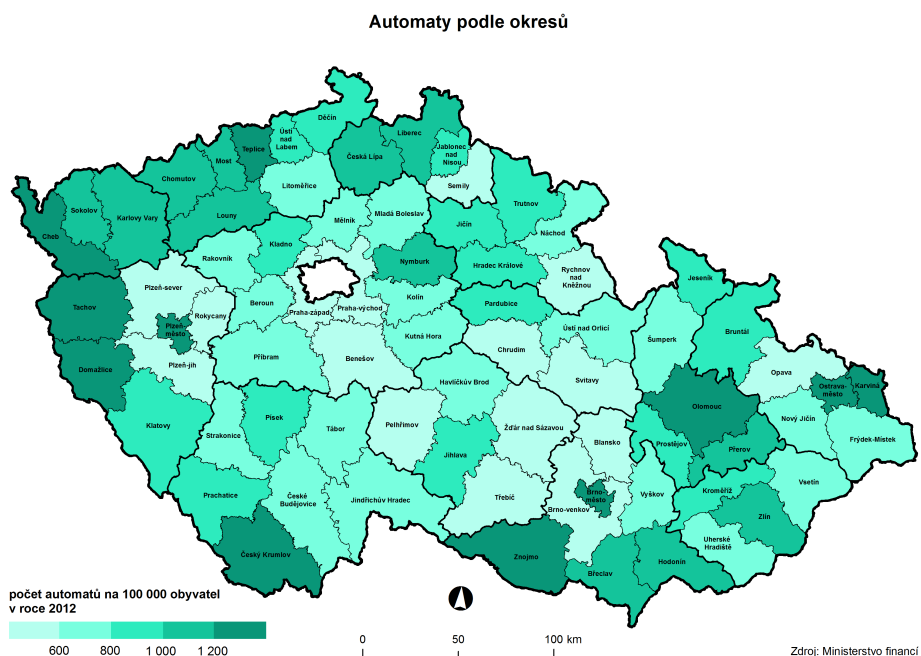 Automaty podle okresů
Děčín
Ústí
nad
Labem
Liberec
Teplice
Jablonec
nad
Nisou
Česká Lípa
Most
Chomutov
Litoměřice
Semily
Sokolov
Karlovy Vary
Louny
Mělník
Mladá Boleslav
Trutnov
Jičín
Cheb
Kladno
Náchod
Rakovník
Nymburk
Hradec Králové
Rychnov
nad
Kněžnou
Jeseník
Plzeň-sever
Tachov
Rokycany
Beroun
Praha-západ
Praha-východ
Kolín
Pardubice
Plzeň-
město
Ústí nad Orlicí
Bruntál
Kutná Hora
Šumperk
Chrudim
Příbram
Benešov
Plzeň-jih
Domažlice
Opava
Svitavy
Havlíčkův Brod
Ostrava-
město
Karviná
Olomouc
Písek
Klatovy
Strakonice
Tábor
Pelhřimov
Žďár nad Sázavou
Nový Jičín
Blansko
Prostějov
Přerov
Frýdek-Místek
Jihlava
Vsetín
Prachatice
České
Budějovice
Jindřichův Hradec
Třebíč
Brno-
město
Vyškov
Kroměříž
Brno-venkov
Zlín
Uherské
Hradiště
Český Krumlov
Znojmo
Břeclav
Hodonín
počet automatů na 100 000 obyvatel
v roce 2012
600 800 1 000 1 200
0 50 100 km
Zdroj: Ministerstvo financí